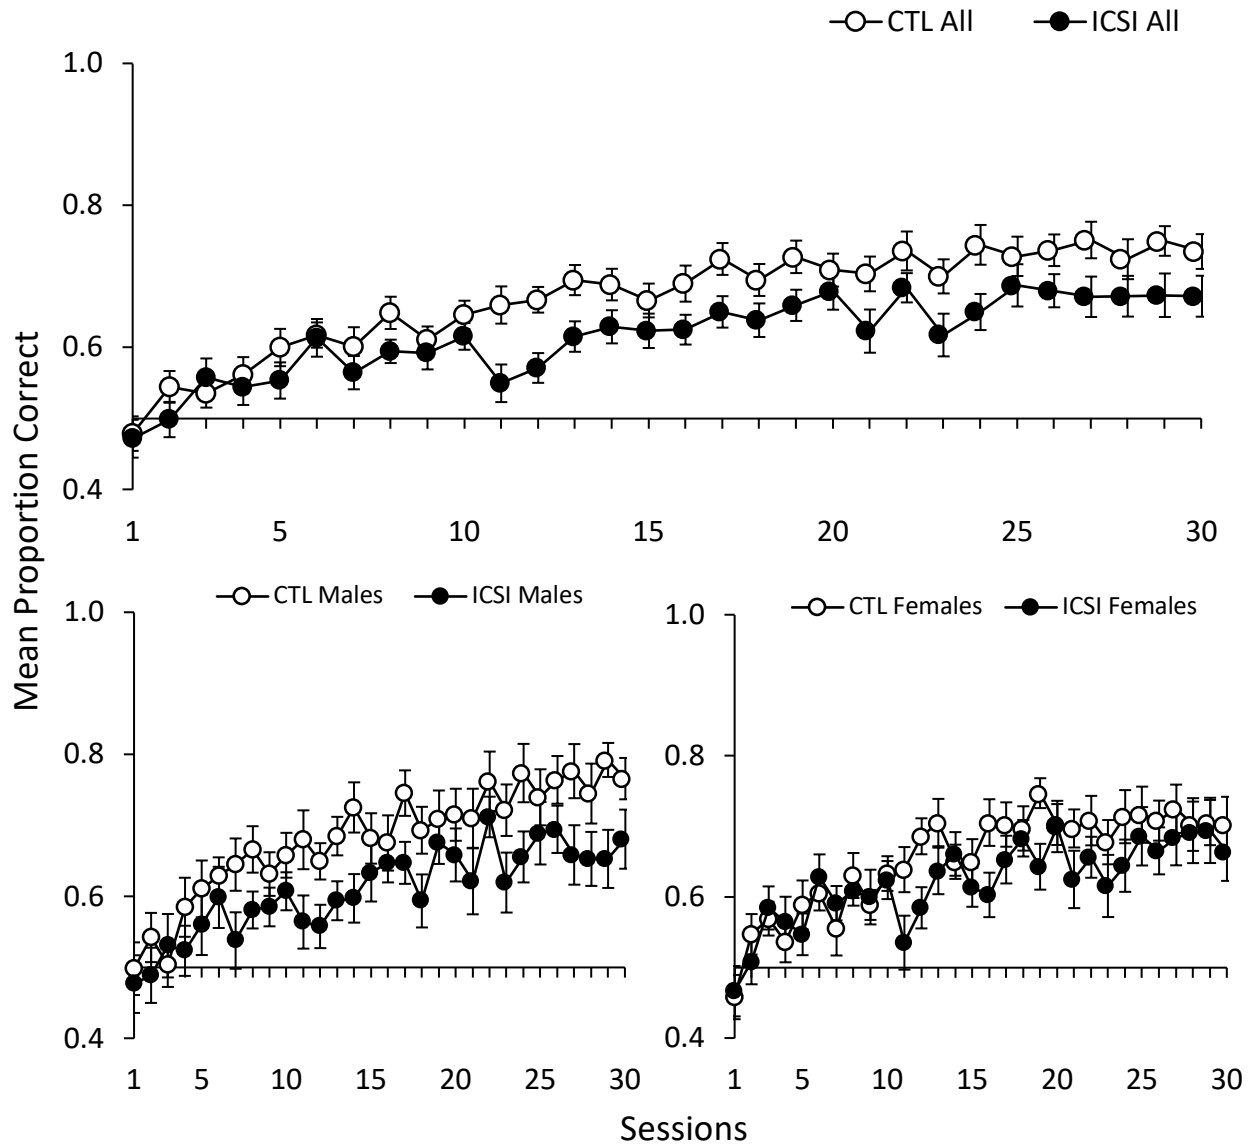 CTL All ICSI All
1.0
0.8
0.6
0.4
1 5 10 15 20 25 30
Mean Proportion Correct
CTL Males ICSI Males
1.0
0.8
0.6
0.4
1 5 10 15 20 25 30
CTL Females ICSI Females
1.0
0.8
0.6
0.4
1 5 10 15 20 25 30
Sessions